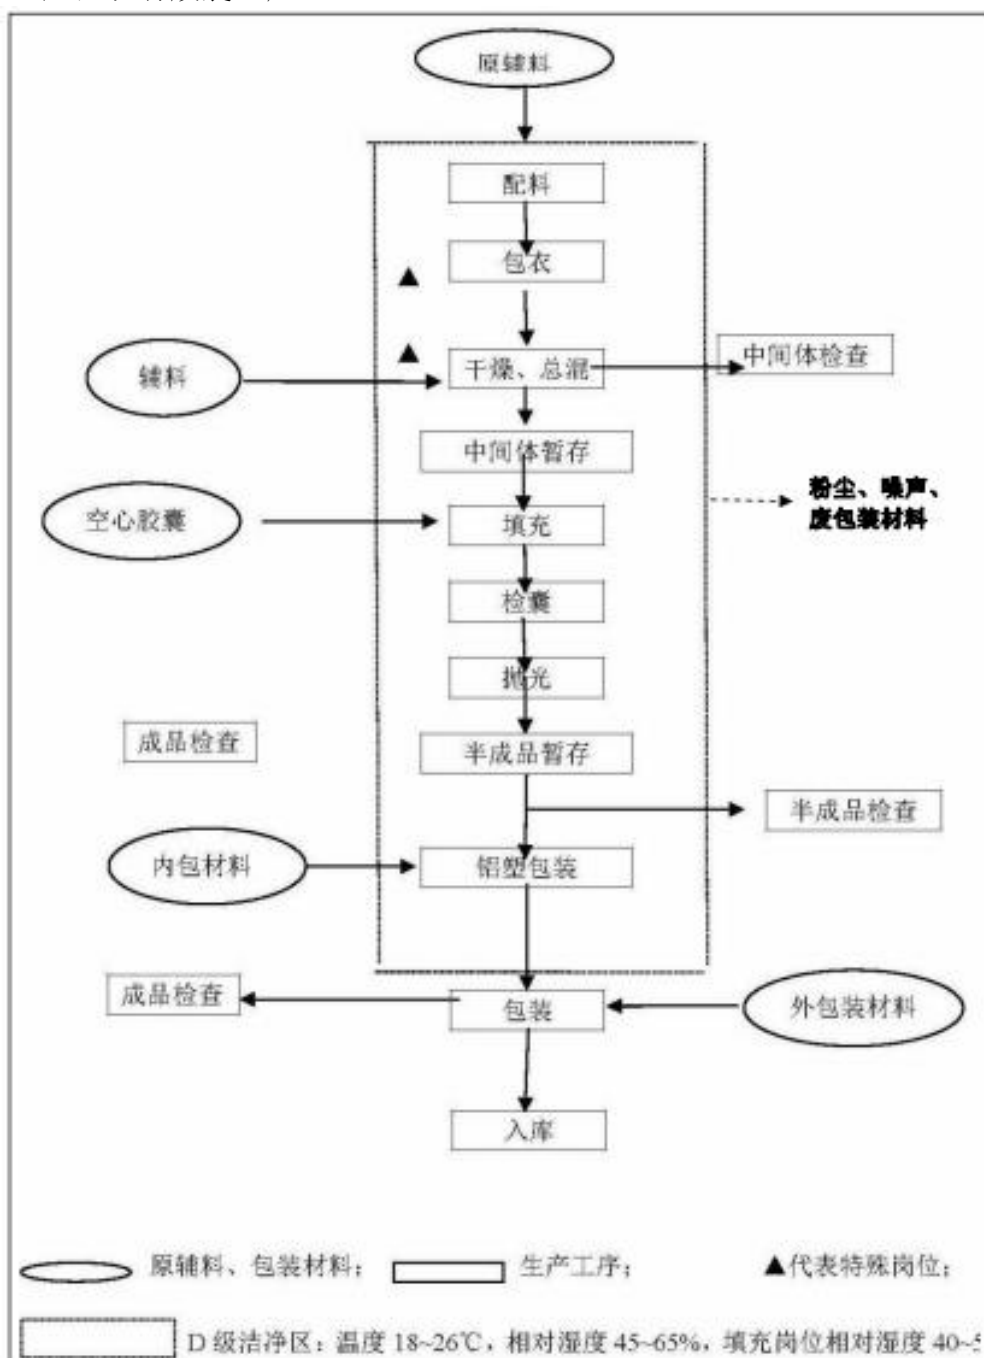 原辅料
配料
包衣
▲
▲
辅料
干燥、总混
中间体检查
中间体暂存
空心胶囊
填充
粉尘、噪声、
废包装材料
检囊
抛光
成品检查
半成品暂存
半成品检查
内包材料
铝塑包装
成品检查
包装
外包装材料
入库
原辅料、包装材料；
生产工序；
▲代表特殊岗位；
D 级洁净区：温度 18~26℃，相对湿度 45~65%，填充岗位相对湿度 40~5